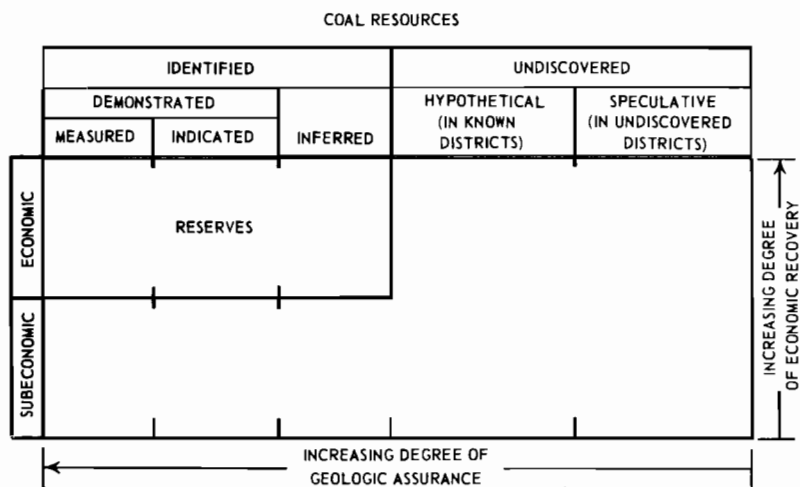 COAL RESOURCES
IDENTIFIED
UNDISCOVERED
DEMONSTRATED
MEASURED
INDICATED
INFERRED
HYPOTHETICAL
(IN KNOWN
DISTRICTS)
SPECULATIVE
(IN UNDISCOVERED
DISTRICTS)
ECONOMIC
RESERVES
SUBECONOMIC
INCREASING DEGREE
OF ECONOMIC RECOVERY
INCREASING DEGREE OF
GEOLOGIC ASSURANCE